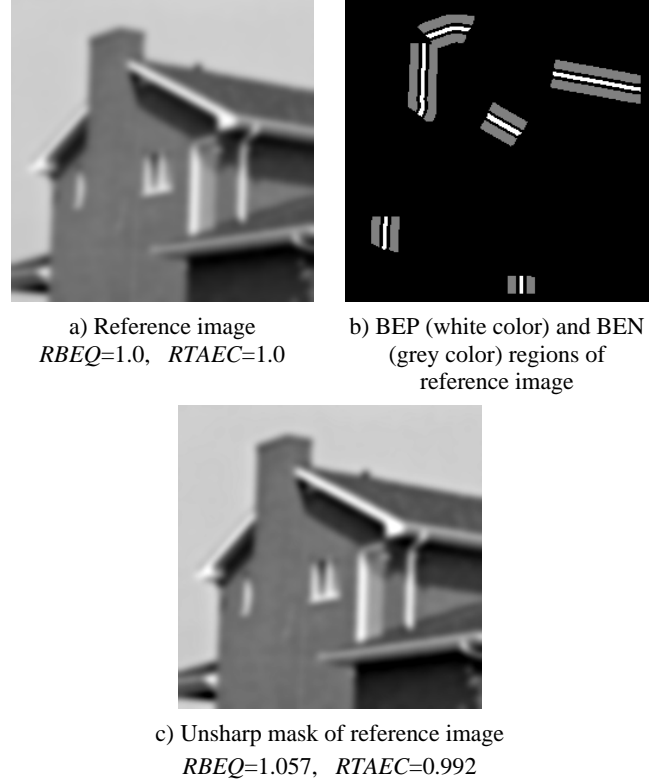 a) Reference image
RBEQ=1.0, RTAEC=1.0
b) BEP (white color) and BEN
(grey color) regions of
reference image
c) Unsharp mask of reference image
RBEQ=1.057, RTAEC=0.992